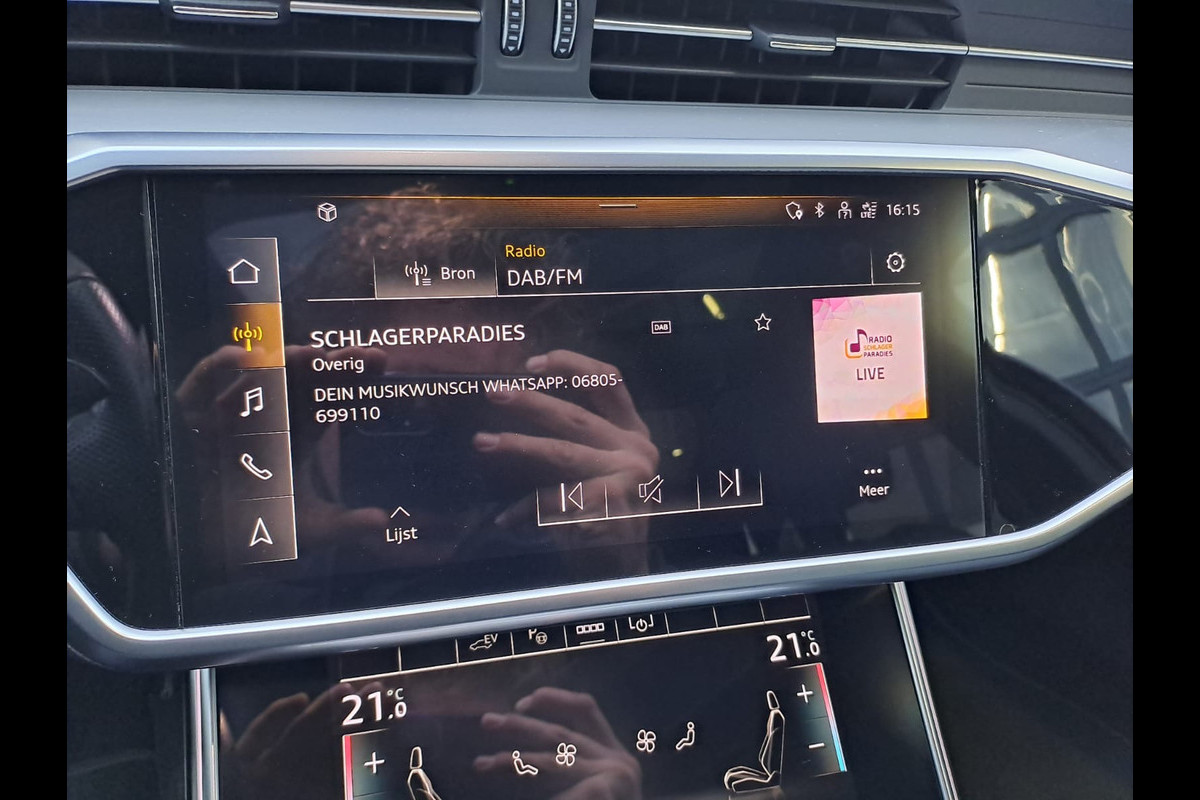 16:15
Radio
Bron
DAB/FM
SCHLAGERPARADIES
DAB
Overig
DEIN MUSIKWUNSCH WHATSAPP: 06805-
699110
RADIO
SCHLAGER
PARADIES
LIVE
Lijst
Meer
EV
P
21.0 °C
21.0 °C